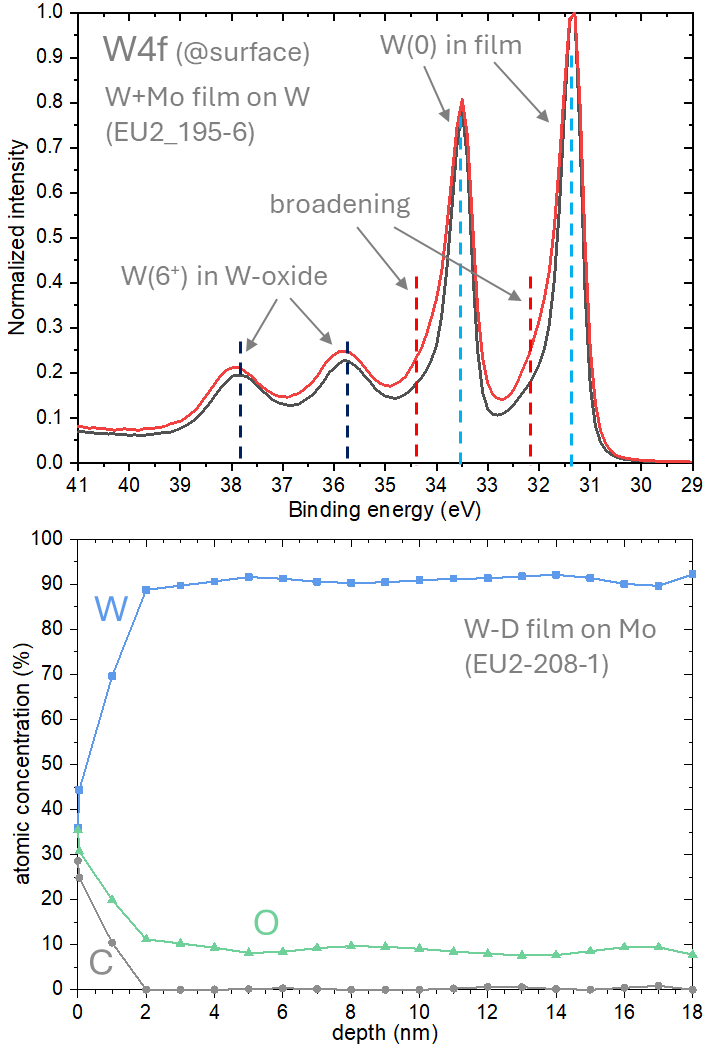 W4f (@surface)
W+Mo film on W
(EU2_195-6)
W(0) in film
broadening
W(6⁺) in W-oxide
Normalized intensity
1.0
0.9
0.8
0.7
0.6
0.5
0.4
0.3
0.2
0.1
0.0
41 40 39 38 37 36 35 34 33 32 31 30 29
Binding energy (eV)
100
90
80
70
60
50
40
30
20
10
0
atomic concentration (%)
W
W-D film on Mo
(EU2-208-1)
O
C
0 2 4 6 8 10 12 14 16 18
depth (nm)